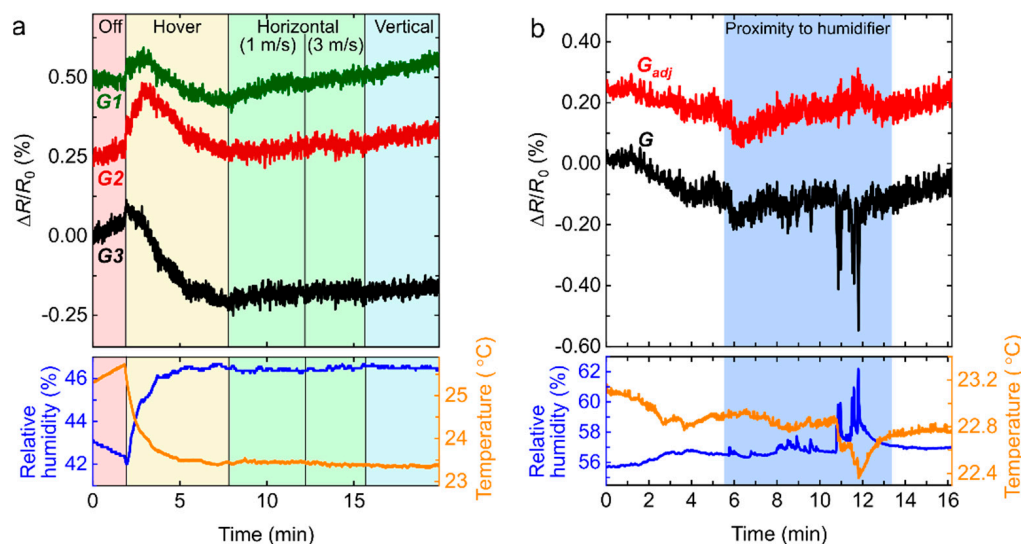 a
Off
Hover
Horizontal
(1 m/s)
(3 m/s)
Vertical
G1
G2
G3
ΔR/R0 (%)
0.50
0.25
0.00
-0.25
Relative
humidity (%)
46
44
42
Temperature ( °C)
25
24
23
0
5
10
15
Time (min)
b
Proximity to humidifier
Gadj
G
ΔR/R0 (%)
0.40
0.20
0.00
-0.20
-0.40
-0.60
Relative
humidity (%)
62
60
58
56
Temperature ( °C)
23.2
22.8
22.4
0
2
4
6
8
10
12
14
16
Time (min)